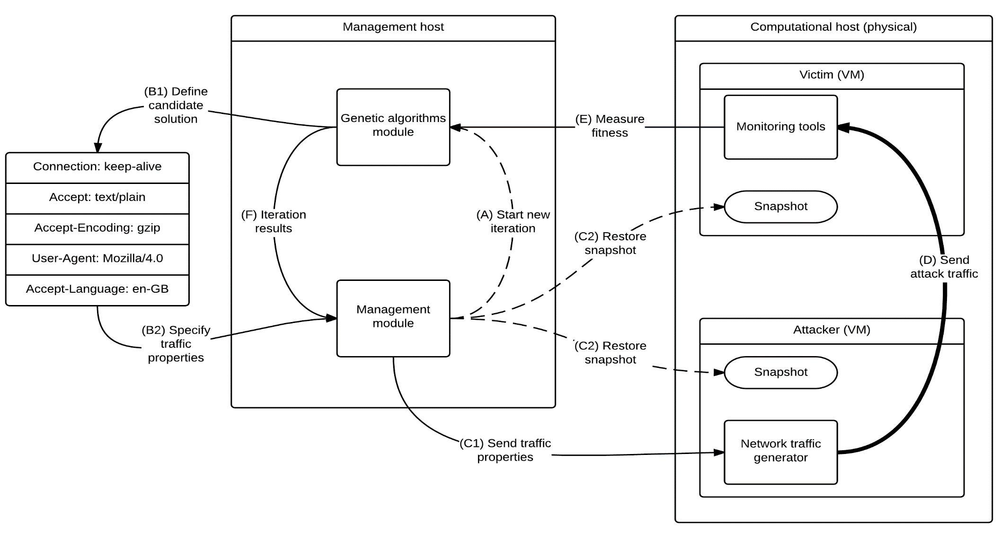 Management host
Computational host (physical)
Victim (VM)
(B1) Define
candidate
solution
Genetic algorithms
module
(E) Measure
fitness
Monitoring tools
Connection: keep-alive
Accept: text/plain
Accept-Encoding: gzip
User-Agent: Mozilla/4.0
Accept-Language: en-GB
(F) Iteration
results
(A) Start new
iteration
Snapshot
(C2) Restore
snapshot
(D) Send
attack traffic
(B2) Specify
traffic
properties
Management
module
(C2) Restore
snapshot
Attacker (VM)
Snapshot
(C1) Send traffic
properties
Network traffic
generator